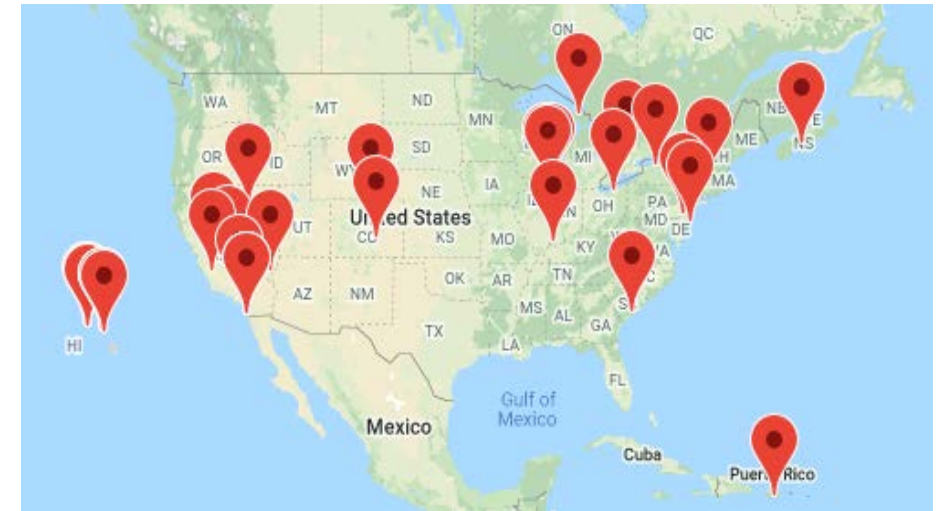 ON
QC
WA
MT
ND
MN
NB
E
NS
OR
ID
SD
MI
ME
WY
IA
MA
NE
OH
PA
United States
MD
UT
CO
KS
MO
DE
KY
VA
AZ
NM
OK
AR
TN
C
MS
AL
S
GA
HI
TX
LA
FL
Gulf of
Mexico
Mexico
Cuba
Puerto Rico